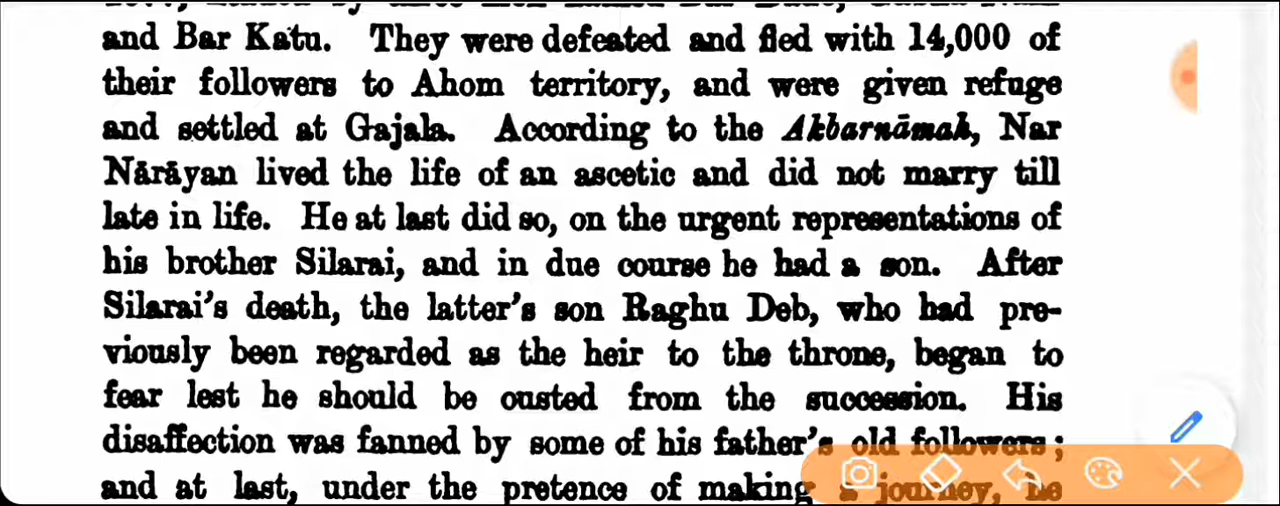 and Bar Katu. They were defeated and fled with 14,000 of
their followers to Ahom territory, and were given refuge
and settled at Gajala. According to the Akbarnāmah, Nar
Nārāyan lived the life of an ascetic and did not marry till
late in life. He at last did so, on the urgent representations of
his brother Silarai, and in due course he had a son. After
Silarai's death, the latter's son Raghu Deb, who had pre-
viously been regarded as the heir to the throne, began to
fear lest he should be ousted from the succession. His
disaffection was fanned by some of his father's old followers;
and at last, under the pretence of making a journey, he